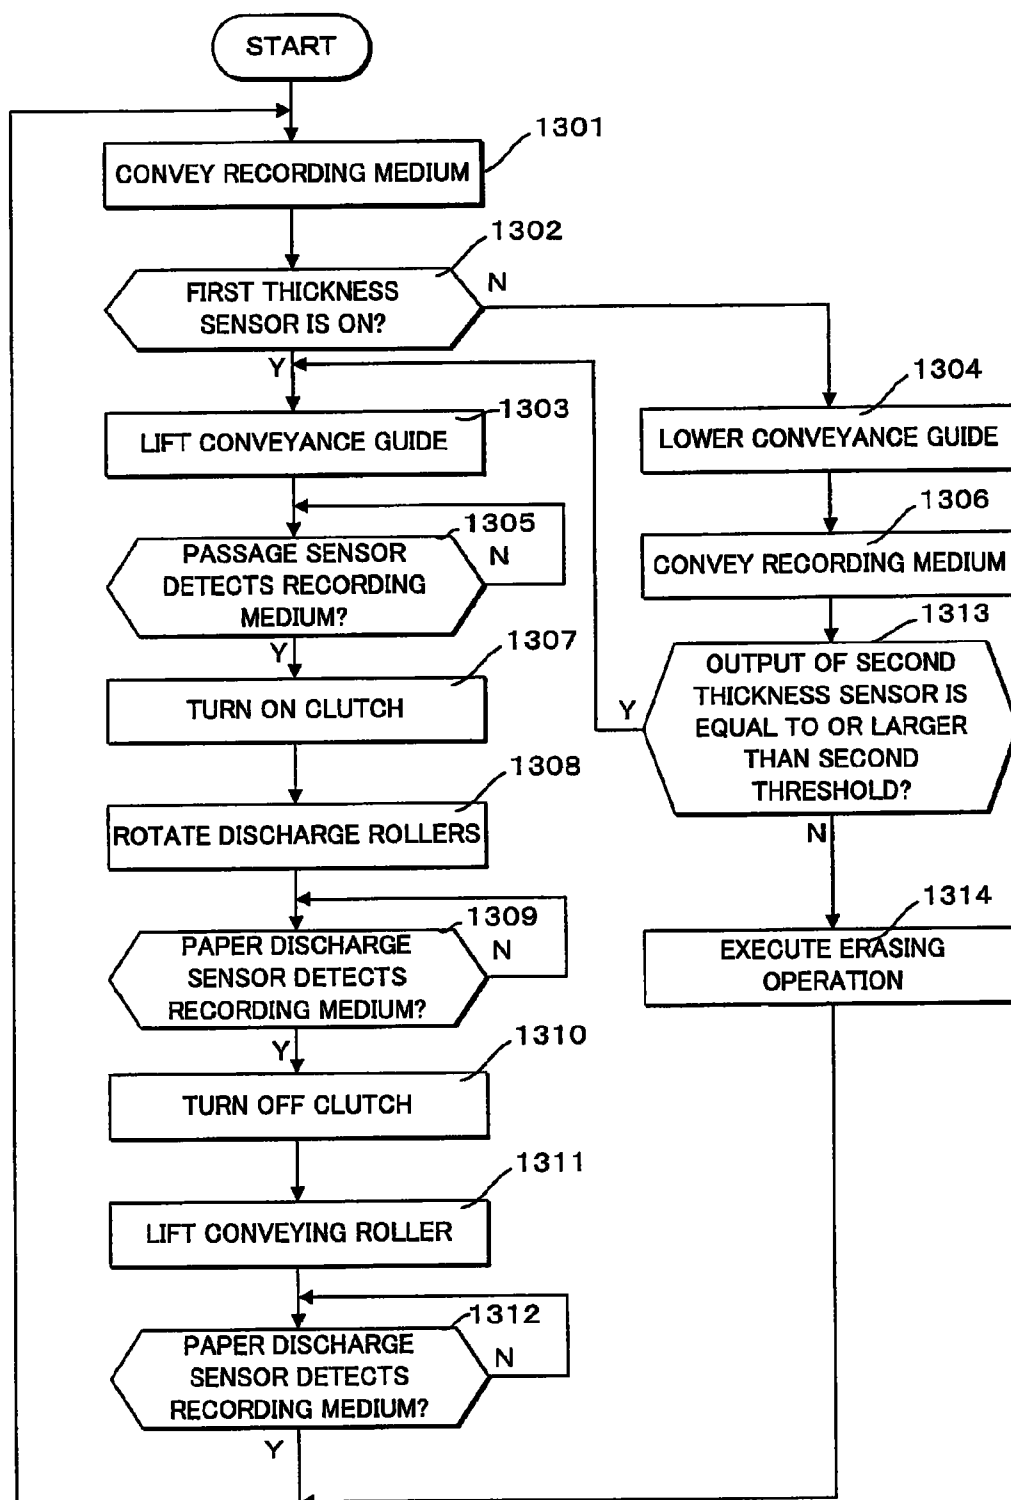 START
1301
CONVEY RECORDING MEDIUM
1302
FIRST THICKNESS
SENSOR IS ON?
N
Y
1303
LIFT CONVEYANCE GUIDE
1304
LOWER CONVEYANCE GUIDE
1305
PASSAGE SENSOR
DETECTS RECORDING
MEDIUM?
N
Y
1306
CONVEY RECORDING MEDIUM
1307
TURN ON CLUTCH
1313
OUTPUT OF SECOND
THICKNESS SENSOR IS
EQUAL TO OR LARGER
THAN SECOND
THRESHOLD?
Y
N
1308
ROTATE DISCHARGE ROLLERS
1309
PAPER DISCHARGE
SENSOR DETECTS
RECORDING MEDIUM?
N
Y
1314
EXECUTE ERASING
OPERATION
1310
TURN OFF CLUTCH
1311
LIFT CONVEYING ROLLER
1312
PAPER DISCHARGE
SENSOR DETECTS
RECORDING MEDIUM?
N
Y